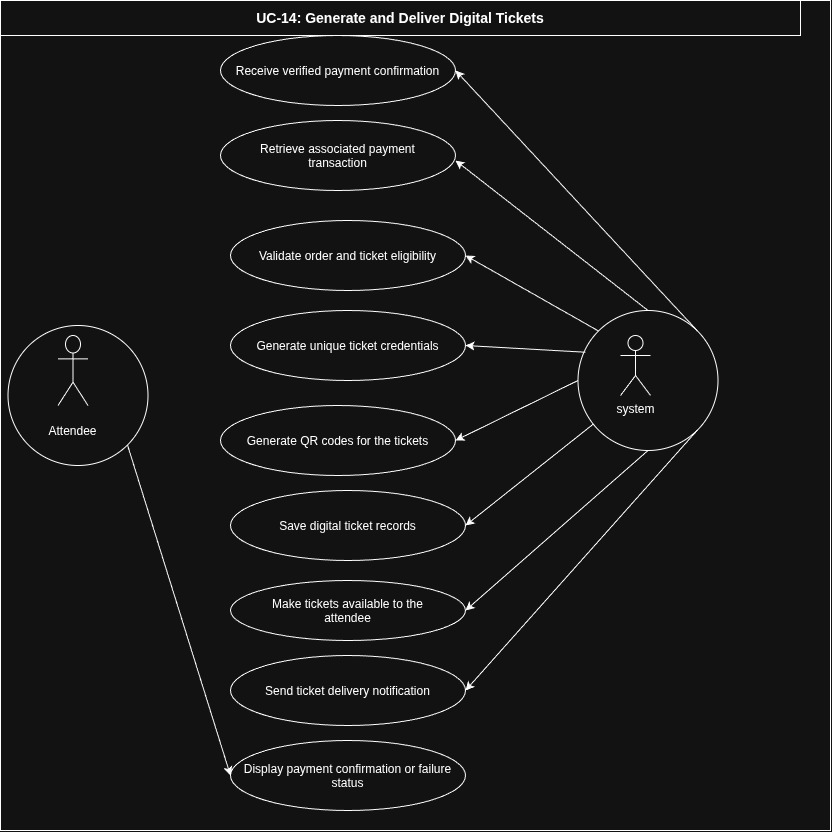 UC-14: Generate and Deliver Digital Tickets
Receive verified payment confirmation
Retrieve associated payment
transaction
Validate order and ticket eligibility
Generate unique ticket credentials
system
Attendee
Generate QR codes for the tickets
Save digital ticket records
Make tickets available to the
attendee
Send ticket delivery notification
Display payment confirmation or failure
status